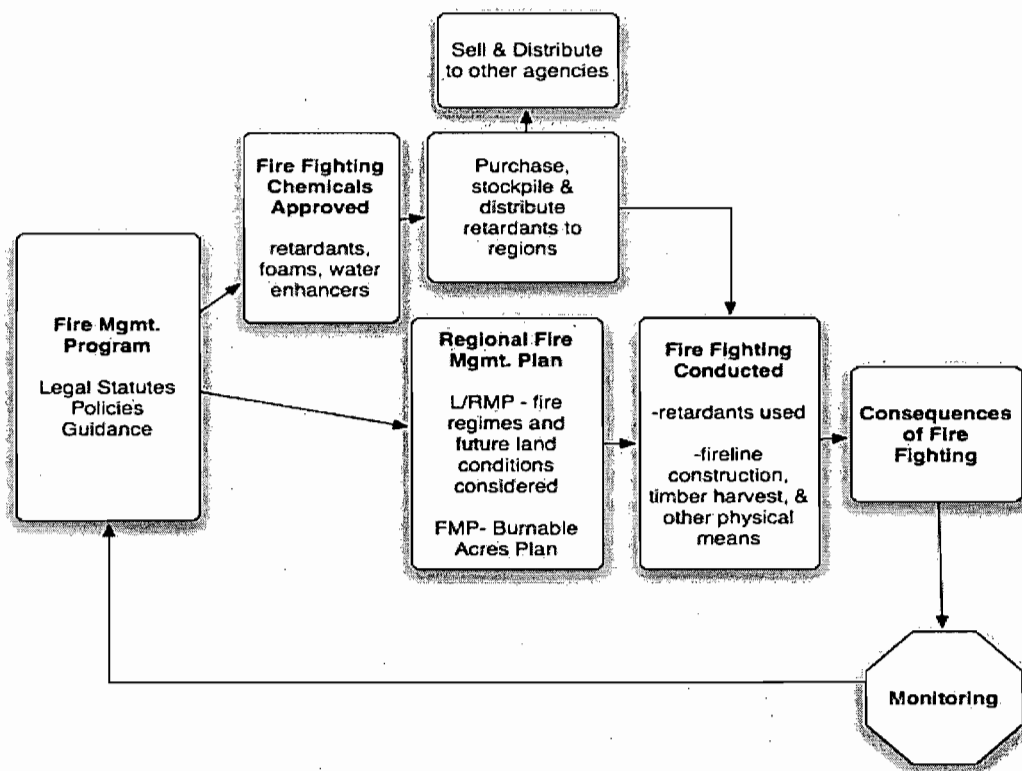 Sell & Distribute
to other agencies
Fire Fighting
Chemicals
Approved
retardants,
foams, water
enhancers
Purchase,
stockpile &
distribute
retardants to
regions
Fire Mgmt.
Program
Legal Statutes
Policies
Guidance
Regional Fire
Mgmt. Plan
L/RMP - fire
regimes and
future land
conditions
considered
FMP- Burnable
Acres Plan
Fire Fighting
Conducted
-retardants used
-fireline
construction,
timber harvest, &
other physical
means
Consequences
of Fire
Fighting
Monitoring